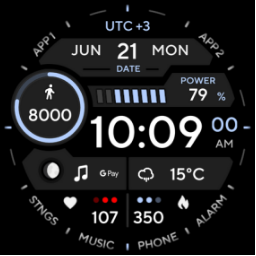 UTC +3
APP1
APP2
JUN 21 MON
DATE
POWER
79 %
8000
10:09 00
AM
G Pay
15°C
STNGS
107
350
ALARM
MUSIC
PHONE